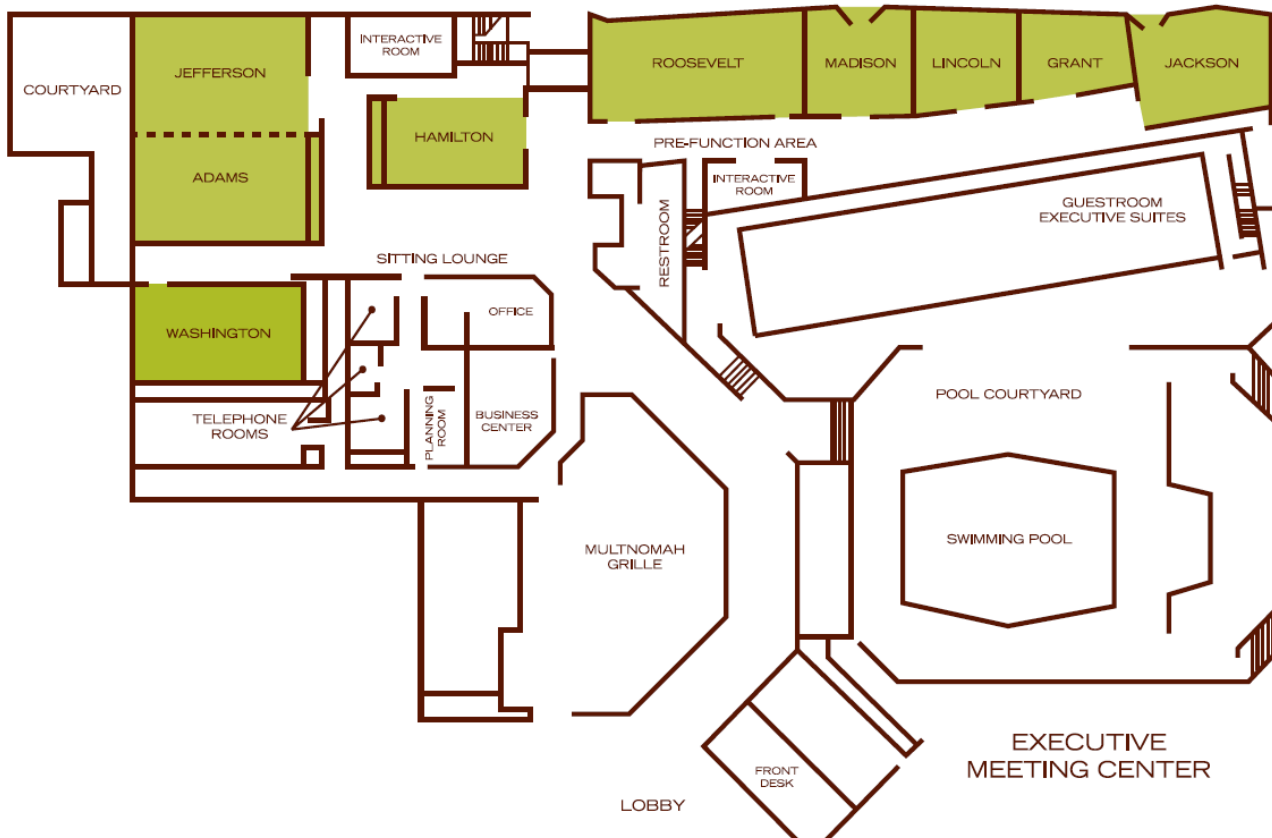 INTERACTIVE
ROOM
JEFFERSON
ROOSEVELT
MADISON
LINCOLN
GRANT
JACKSON
COURTYARD
HAMILTON
PRE-FUNCTION AREA
ADAMS
INTERACTIVE
ROOM
GUESTROOM
EXECUTIVE SUITES
RESTROOM
SITTING LOUNGE
OFFICE
WASHINGTON
POOL COURTYARD
TELEPHONE
ROOMS
PLANNING
ROOM
BUSINESS
CENTER
SWIMMING POOL
MULTNOMAH
GRILLE
EXECUTIVE
MEETING CENTER
FRONT
DESK
LOBBY